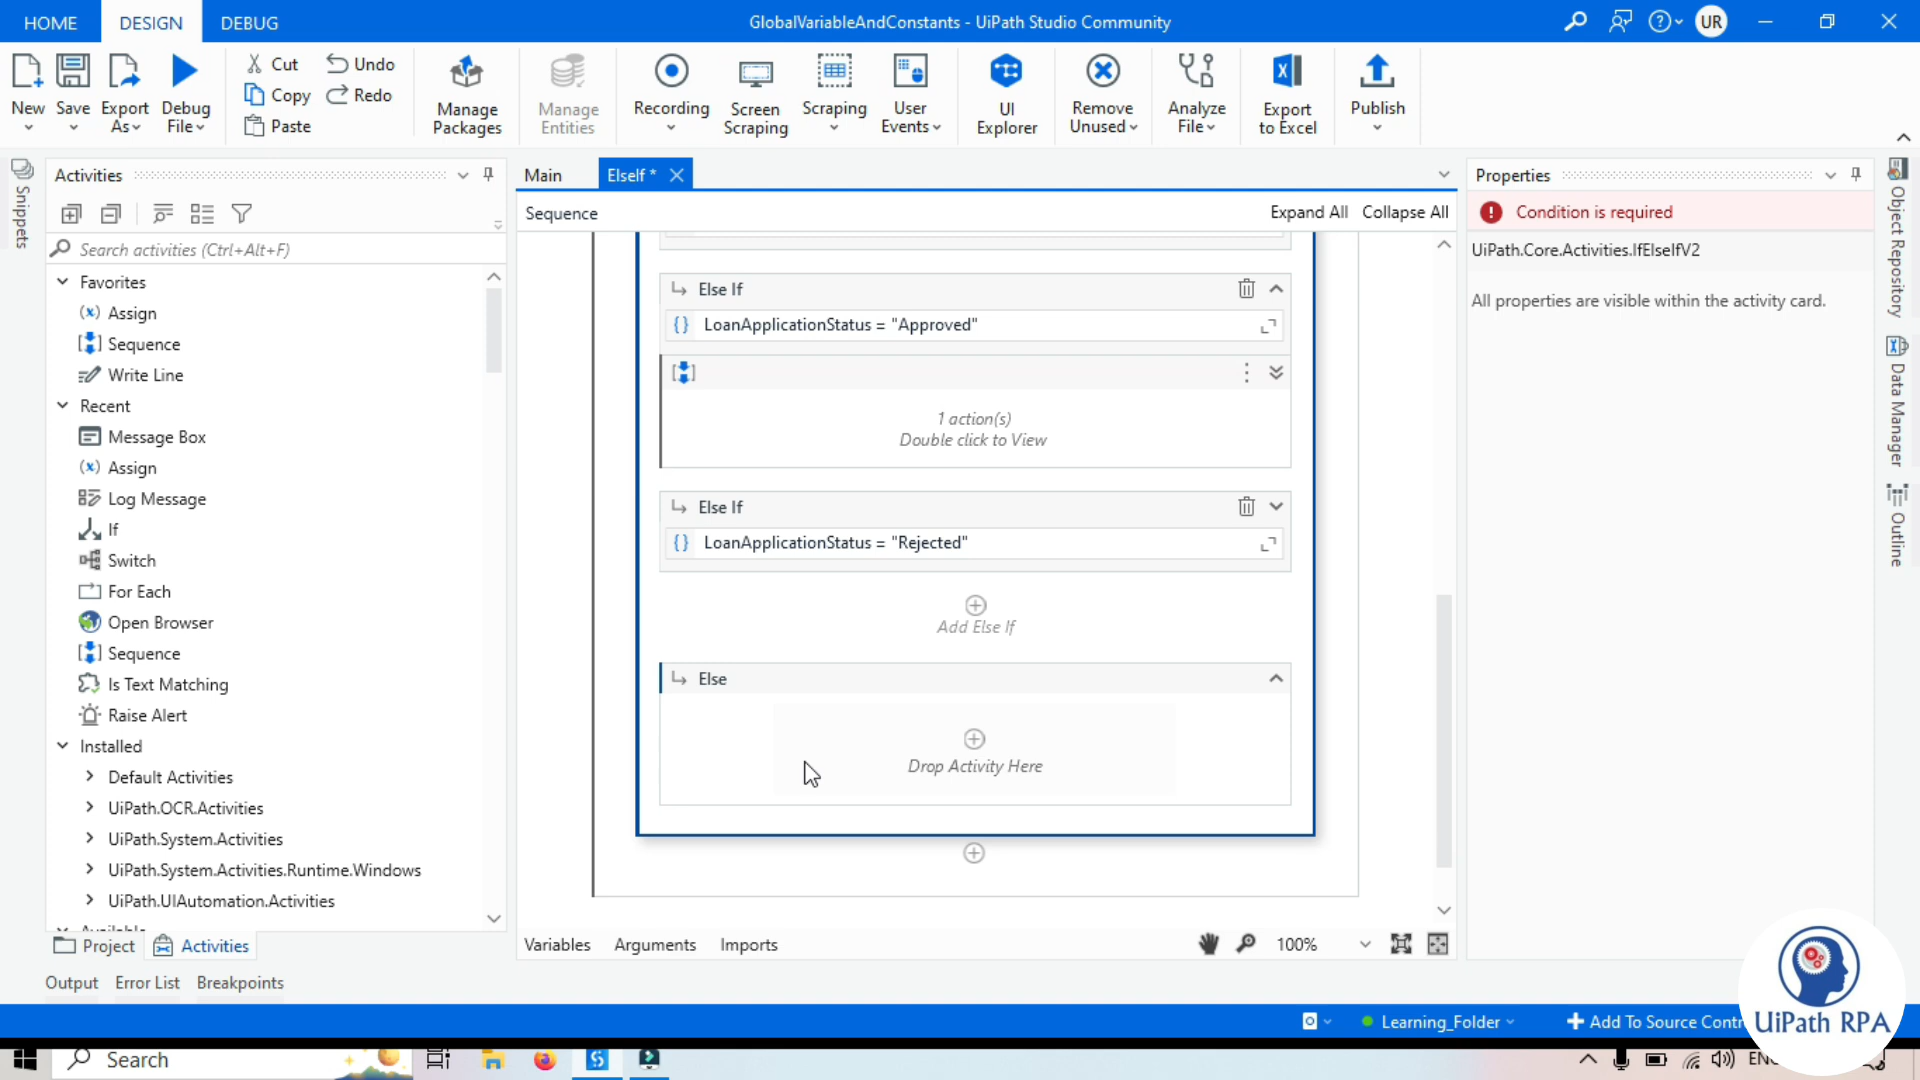 HOME
DESIGN
DEBUG
GlobalVariableAndConstants - UiPath Studio Community
UR
New
Save
Export As
Debug File
Cut
Copy
Paste
Undo
Redo
Manage Packages
Manage Entities
Recording
Screen Scraping
Scraping
User Events
UI Explorer
Remove Unused
Analyze File
Export to Excel
Publish
Snippets
Activities
Search activities (Ctrl+Alt+F)
Favorites
Assign
Sequence
Write Line
Recent
Message Box
Assign
Log Message
If
Switch
For Each
Open Browser
Sequence
Is Text Matching
Raise Alert
Installed
Default Activities
UiPath.OCR.Activities
UiPath.System.Activities
UiPath.System.Activities.Runtime.Windows
UiPath.UIAutomation.Activities
Project
Activities
Main
ElseIf *
Sequence
Expand All
Collapse All
Else If
LoanApplicationStatus = "Approved"
1 action(s)
Double click to View
Else If
LoanApplicationStatus = "Rejected"
Add Else If
Else
Drop Activity Here
Variables
Arguments
Imports
100%
Properties
Condition is required
UiPath.Core.Activities.IfElseIfV2
All properties are visible within the activity card.
Object Repository
Data Manager
Outline
Output
Error List
Breakpoints
Learning_Folder
Add To Source
UiPath RPA
Search